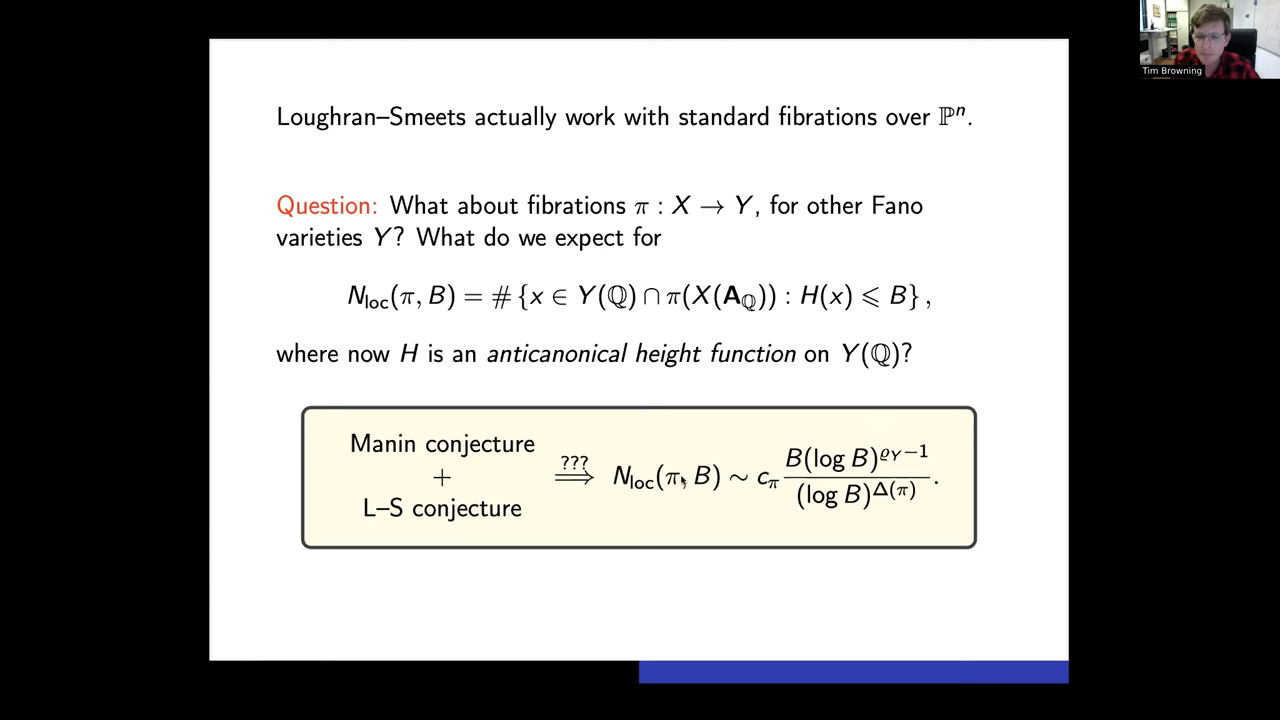 Loughran–Smeets actually work with standard fibrations over ℙⁿ.
Question: What about fibrations π : X → Y, for other Fano
varieties Y? What do we expect for
N_loc(π, B) = # {x ∈ Y(ℚ) ∩ π(X(𝐀_ℚ)) : H(x) ⩽ B} ,
where now H is an anticanonical height function on Y(ℚ)?
Manin conjecture
+
L–S conjecture
???
⟹ N_loc(π, B) ∼ c_π B(log B)^{ϱ_Y−1} / (log B)^{Δ(π)} .
Tim Browning